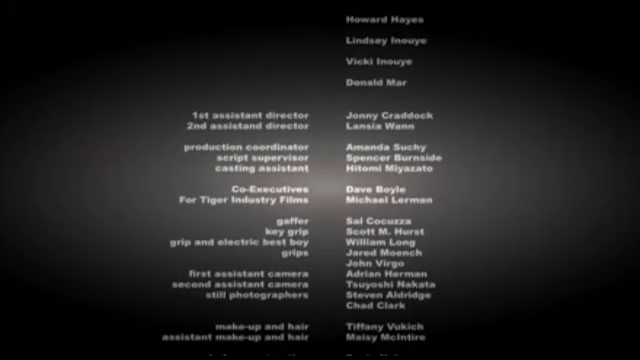 Howard Hayes
Lindsey Inouye
Vicki Inouye
Donald Mar
1st assistant director Jonny Craddock
2nd assistand director Lansia Wann
production coordinator Amanda Suchy
script supervisor Spencer Burnside
casting assistant Hitomi Miyazato
Co-Executives Dave Boyle
For Tiger Industry Films Michael Lerman
gaffer Sal Cocuzza
key grip Scott M. Hurst
grip and electric best boy William Long
grips Jared Moench
John Virgo
first assistant camera Adrian Herman
second assistant camera Tsuyoshi Nakata
still photographers Steven Aldridge
Chad Clark
make-up and hair Tiffany Vukich
assistant make-up and hair Maisy McIntire